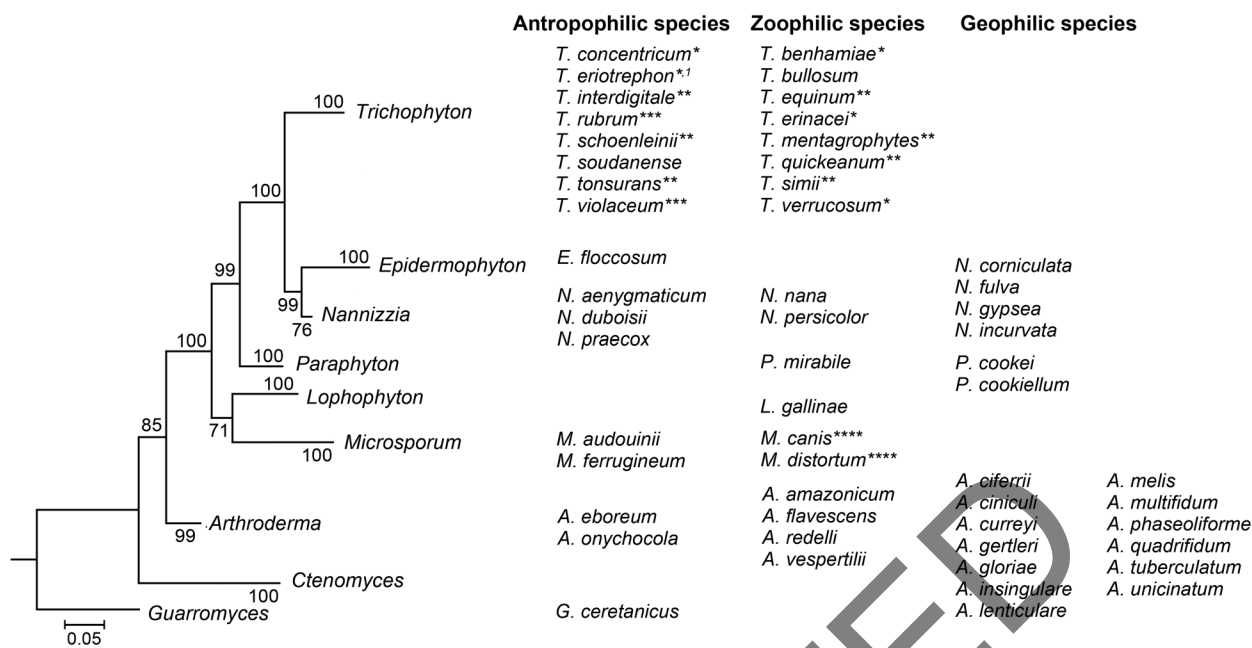 Antropophilic species Zoophilic species Geophilic species
T. concentricum* T. benhamiae*
T. eriotrephon*,1 T. bullosum
T. interdigitale** T. equinum**
100 Trichophyton T. rubrum*** T. erinacei*
T. schoenleinii** T. mentagrophytes**
T. soudanense T. quickeanum**
100 T. tonsurans** T. simii**
T. violaceum*** T. verrucosum*
100 Epidermophyton E. floccosum N. corniculata
99 N. fulva
99 N. aenygmaticum N. nana N. gypsea
76 Nannizzia N. duboisii N. persicolor N. incurvata
N. praecox
100 100 Paraphyton P. mirabile P. cookei
100 Lophophyton P. cookiellum
L. gallinae
85 71 Microsporum M. audouinii M. canis****
100 M. ferrugineum M. distortum****
A. ciferrii A. melis
A. amazonicum A. ciniculi A. multifidum
Arthroderma A. eboreum A. flavescens A. curreyi A. phaseoliforme
99 A. onychocola A. redelli A. gertleri A. quadrifidum
A. vespertilii A. gloriae A. tuberculatum
Ctenomyces A. insingulare A. unicinatum
100
Guarromyces G. ceretanicus A. lenticulare
0.05